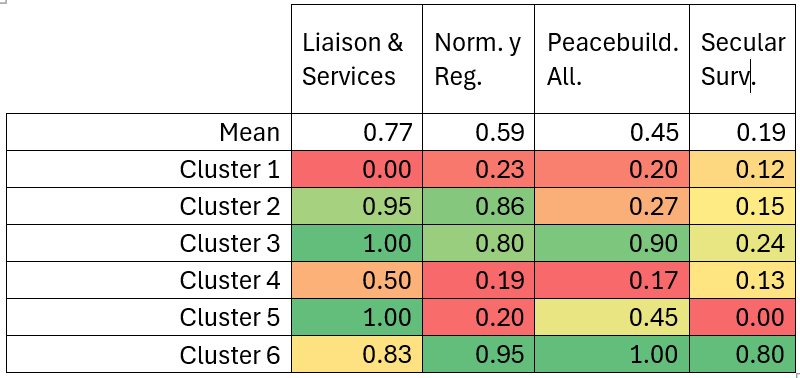 Liaison & Norm. y Peacebuild. Secular
Services Reg. All. Surv.
Mean 0.77 0.59 0.45 0.19
Cluster 1 0.00 0.23 0.20 0.12
Cluster 2 0.95 0.86 0.27 0.15
Cluster 3 1.00 0.80 0.90 0.24
Cluster 4 0.50 0.19 0.17 0.13
Cluster 5 1.00 0.20 0.45 0.00
Cluster 6 0.83 0.95 1.00 0.80